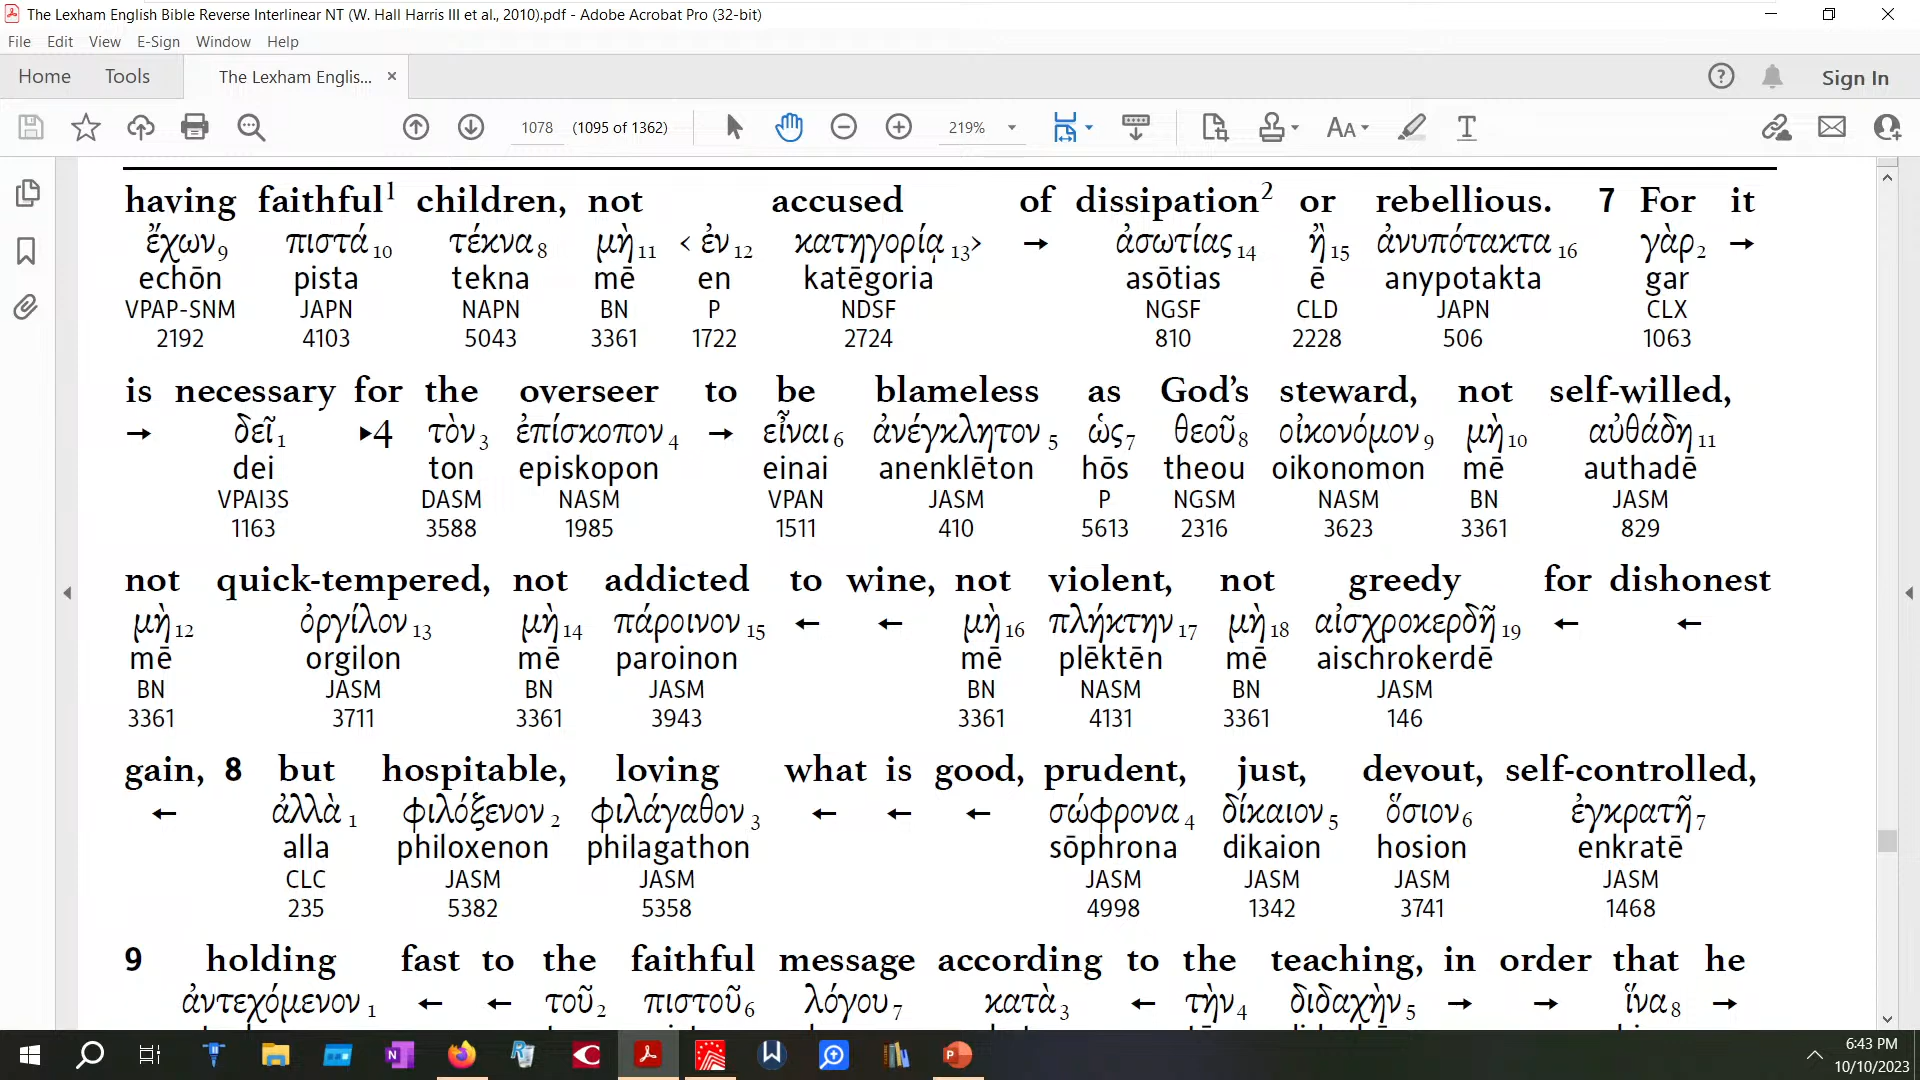 The Lexham English Bible Reverse Interlinear NT (W. Hall Harris III et al., 2010).pdf - Adobe Acrobat Pro (32-bit)
File Edit View E-Sign Window Help
Home Tools The Lexham Englis... × Sign In
1078 (1095 of 1362) 219%
having faithful1 children, not accused of dissipation2 or rebellious. 7 For it
ἔχων9 πιστά10 τέκνα8 μὴ11 ‹ ἐν12 κατηγορίᾳ13› → ἀσωτίας14 ἢ15 ἀνυπότακτα16 γὰρ2 →
echōn pista tekna mē en katēgoria asōtias ē anypotakta gar
VPAP-SNM JAPN NAPN BN P NDSF NGSF CLD JAPN CLX
2192 4103 5043 3361 1722 2724 810 2228 506 1063
is necessary for the overseer to be blameless as God's steward, not self-willed,
→ δεῖ1 ▸4 τὸν3 ἐπίσκοπον4 → εἶναι6 ἀνέγκλητον5 ὡς7 θεοῦ8 οἰκονόμον9 μὴ10 αὐθάδη11
dei ton episkopon einai anenklēton hōs theou oikonomon mē authadē
VPAI3S DASM NASM VPAN JASM P NGSM NASM BN JASM
1163 3588 1985 1511 410 5613 2316 3623 3361 829
not quick-tempered, not addicted to wine, not violent, not greedy for dishonest
μὴ12 ὀργίλον13 μὴ14 πάροινον15 ← ← μὴ16 πλήκτην17 μὴ18 αἰσχροκερδῆ19 ← ←
mē orgilon mē paroinon mē plēktēn mē aischrokerdē
BN JASM BN JASM BN NASM BN JASM
3361 3711 3361 3943 3361 4131 3361 146
gain, 8 but hospitable, loving what is good, prudent, just, devout, self-controlled,
← ἀλλὰ1 φιλόξενον2 φιλάγαθον3 ← ← ← σώφρονα4 δίκαιον5 ὅσιον6 ἐγκρατῆ7
alla philoxenon philagathon sōphrona dikaion hosion enkratē
CLC JASM JASM JASM JASM JASM JASM
235 5382 5358 4998 1342 3741 1468
9 holding fast to the faithful message according to the teaching, in order that he
ἀντεχόμενον1 ← ← τοῦ2 πιστοῦ6 λόγου7 κατὰ3 ← τὴν4 διδαχὴν5 → → ἵνα8 →
6:43 PM
10/10/2023